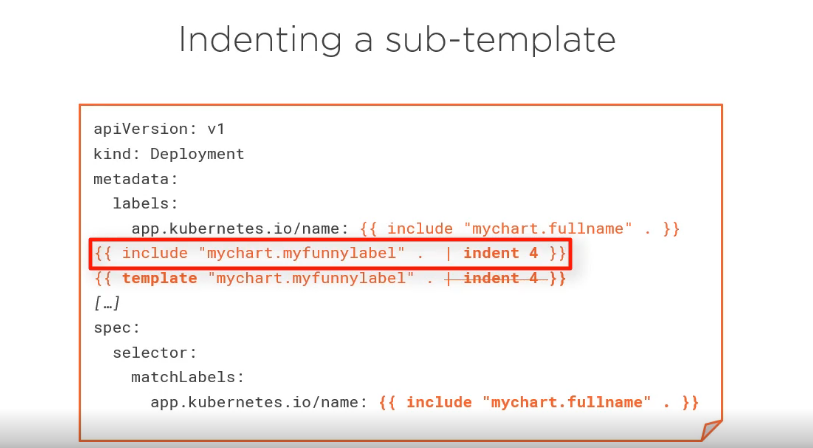 Indenting a sub-template
apiVersion: v1
kind: Deployment
metadata:
  labels:
    app.kubernetes.io/name: {{ include "mychart.fullname" . }}
{{ include "mychart.myfunnylabel" .  | indent 4 }}
{{ template "mychart.myfunnylabel" . | indent 4 }}
[…]
spec:
  selector:
    matchLabels:
      app.kubernetes.io/name: {{ include "mychart.fullname" . }}